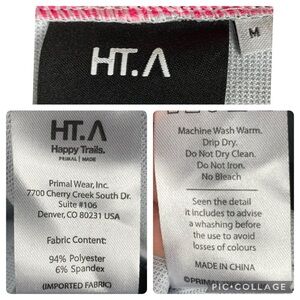 HT.Λ
M
HT.Λ
Happy Trails.
PRIMAL | MADE
Primal Wear, Inc.
7700 Cherry Creek South Dr.
Suite #106
Denver, CO 80231 USA
Fabric Content:
94% Polyester
6% Spandex
(IMPORTED FABRIC)
Machine Wash Warm.
Drip Dry.
Do Not Dry Clean.
Do Not Iron.
No Bleach
Seen the detail
it includes to advise
a whashing before
the use to avoid
losses of colours
MADE IN CHINA
©PRIM
PIC•COLLAGE